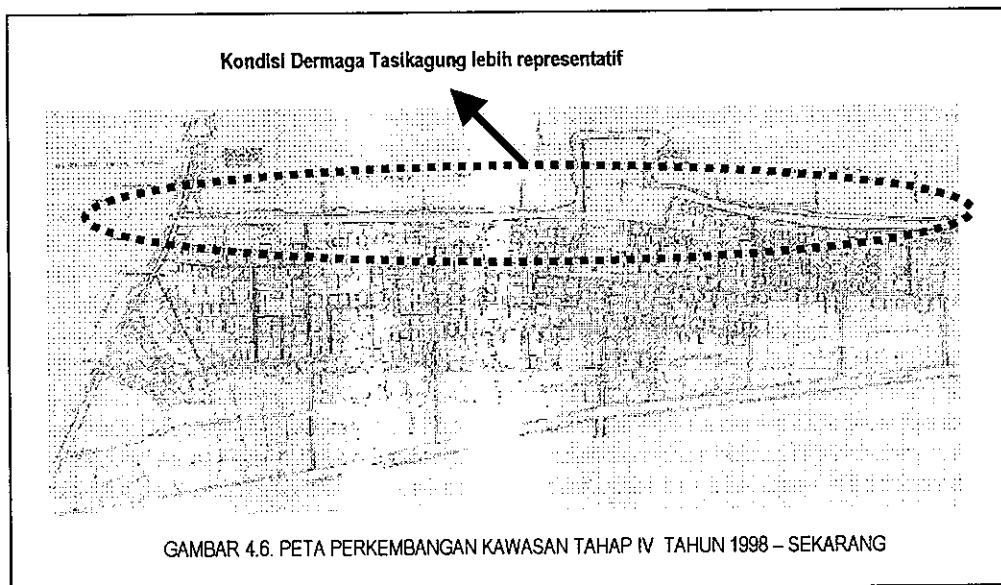 Kondisi Dermaga Tasikagung lebih representatif
GAMBAR 4.6. PETA PERKEMBANGAN KAWASAN TAHAP IV TAHUN 1998 – SEKARANG